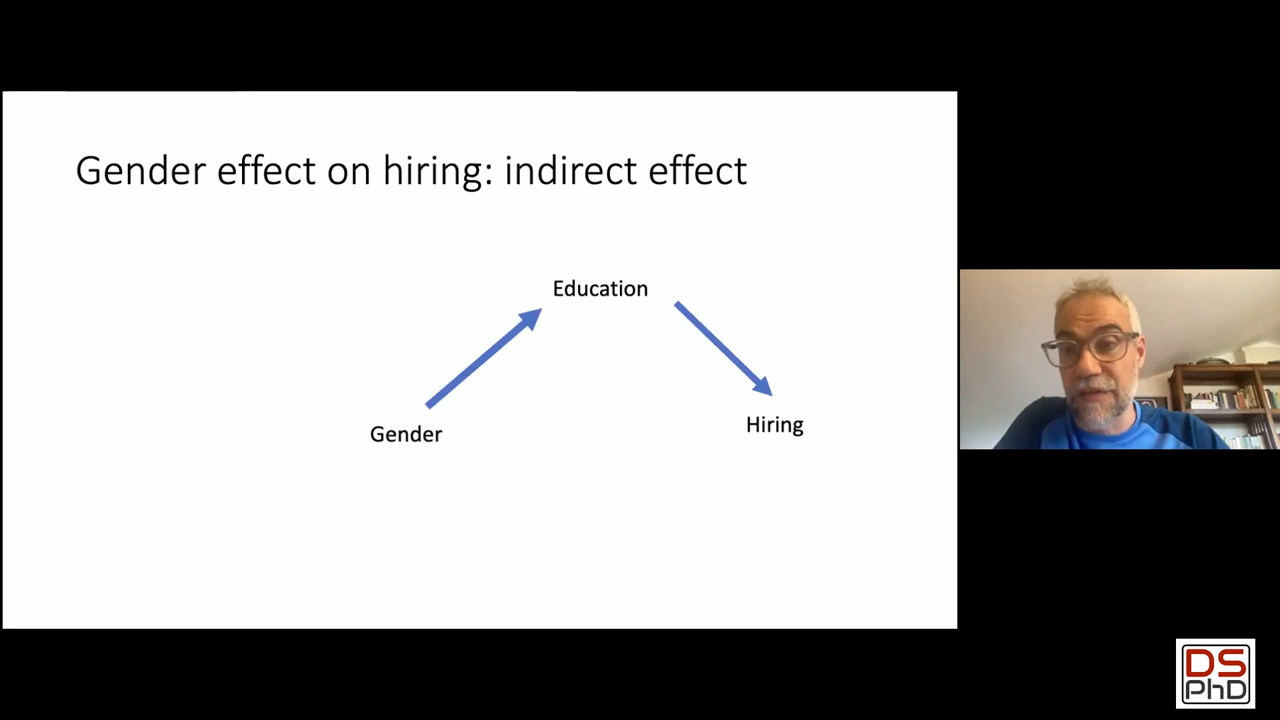 Gender effect on hiring: indirect effect
Education
Gender
Hiring
DS
PhD